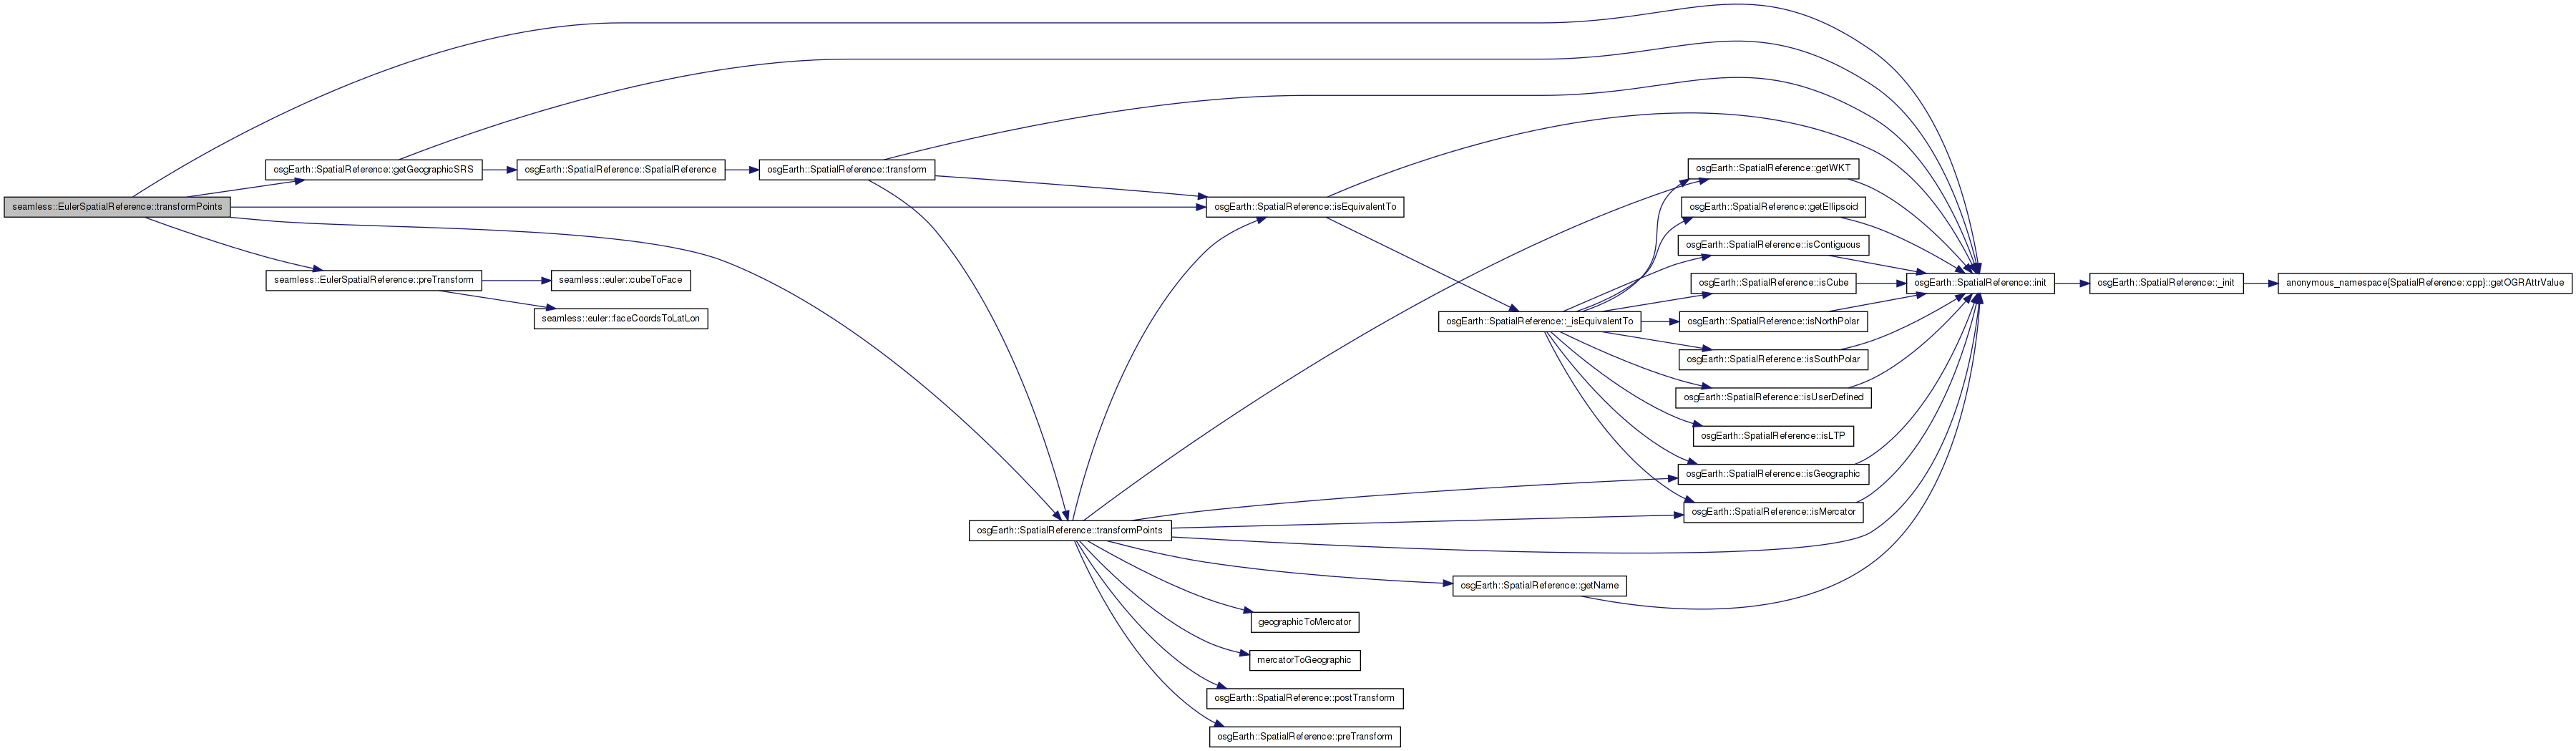 seamless::EulerSpatialReference::transformPoints
osgEarth::SpatialReference::getGeographicSRS
osgEarth::SpatialReference::SpatialReference
osgEarth::SpatialReference::transform
osgEarth::SpatialReference::isEquivalentTo
seamless::EulerSpatialReference::preTransform
seamless::euler::cubeToFace
seamless::euler::faceCoordsToLatLon
osgEarth::SpatialReference::_isEquivalentTo
osgEarth::SpatialReference::getWKT
osgEarth::SpatialReference::getEllipsoid
osgEarth::SpatialReference::isContiguous
osgEarth::SpatialReference::isCube
osgEarth::SpatialReference::isNorthPolar
osgEarth::SpatialReference::isSouthPolar
osgEarth::SpatialReference::isUserDefined
osgEarth::SpatialReference::isLTP
osgEarth::SpatialReference::isGeographic
osgEarth::SpatialReference::isMercator
osgEarth::SpatialReference::init
osgEarth::SpatialReference::_init
anonymous_namespace{SpatialReference::cpp}::getOGRAttrValue
osgEarth::SpatialReference::transformPoints
osgEarth::SpatialReference::getName
geographicToMercator
mercatorToGeographic
osgEarth::SpatialReference::postTransform
osgEarth::SpatialReference::preTransform